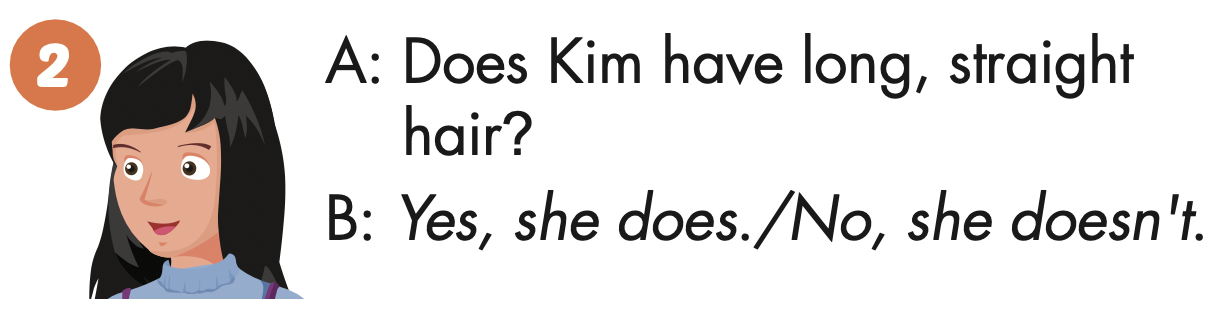 2
A: Does Kim have long, straight
hair?
B: Yes, she does./No, she doesn't.